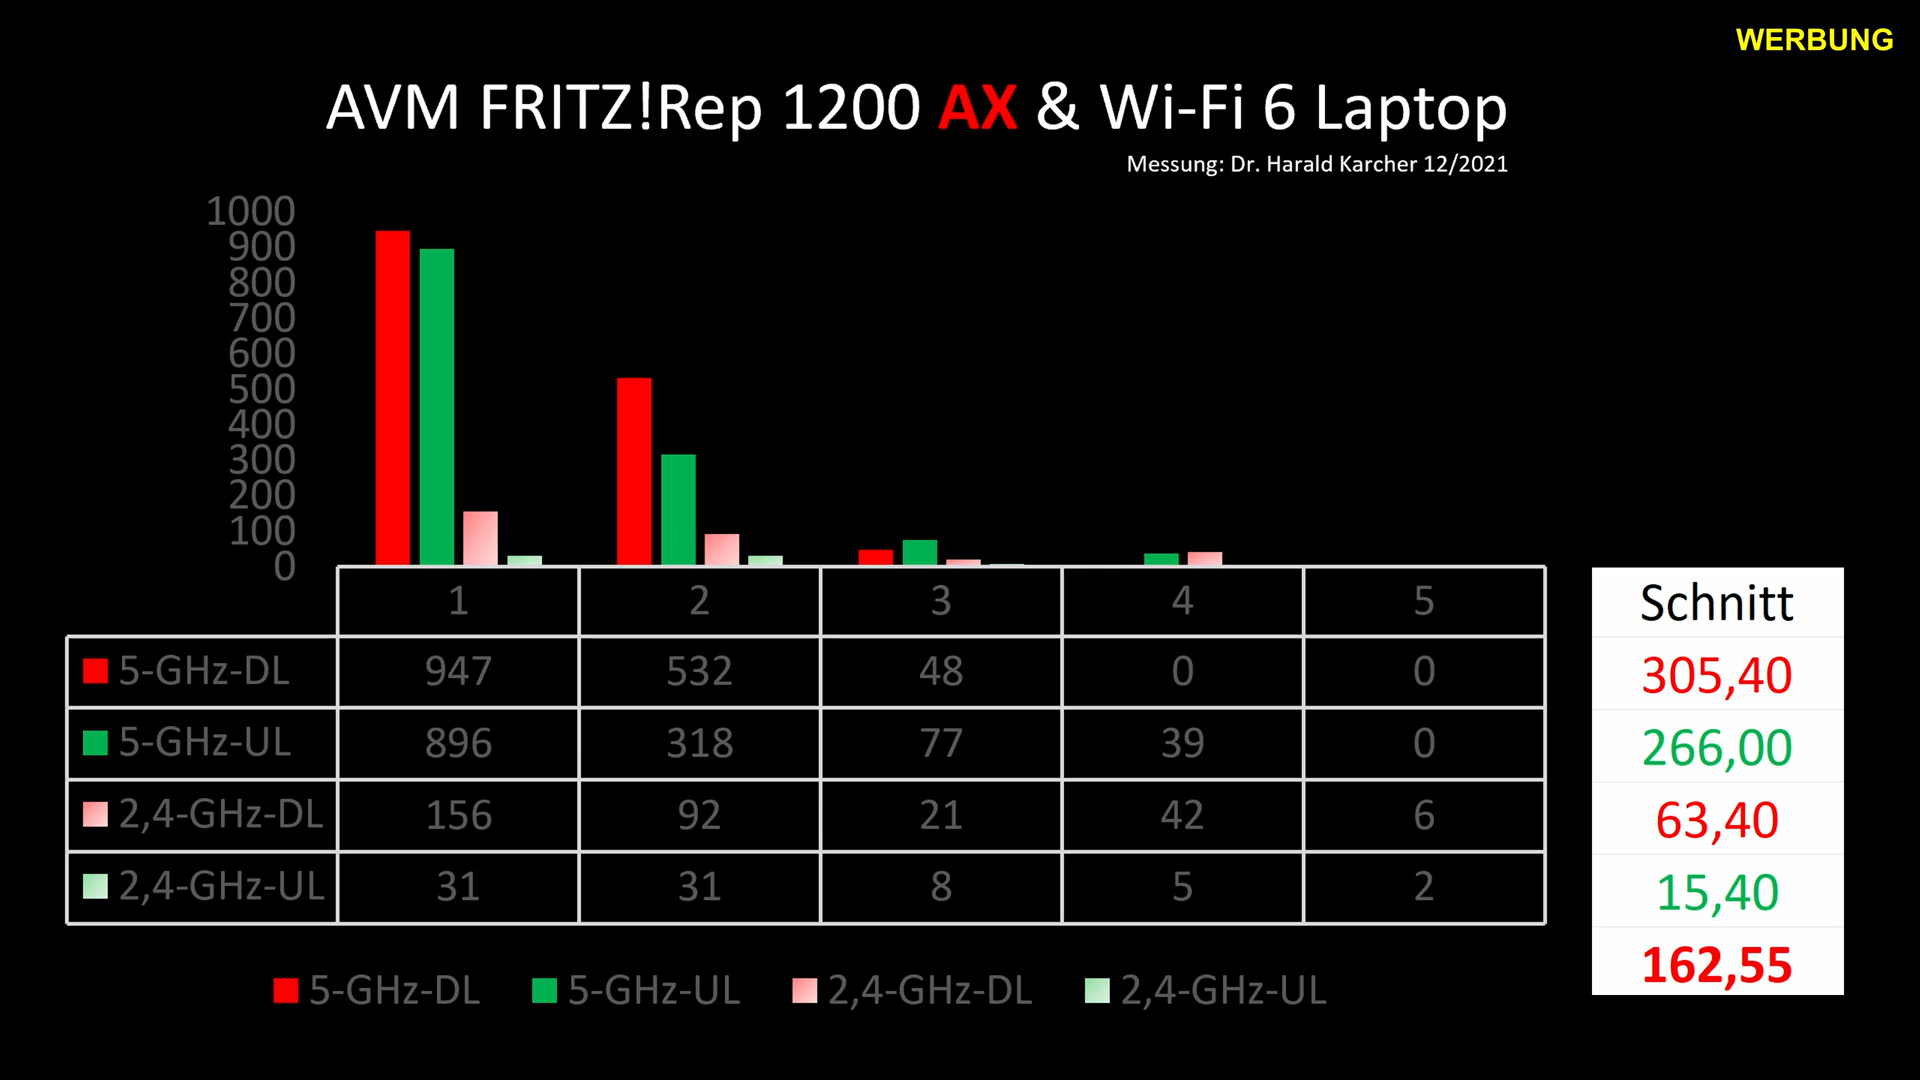 WERBUNG
AVM FRITZ!Rep 1200 AX & Wi-Fi 6 Laptop
Messung: Dr. Harald Karcher 12/2021
1000
900
800
700
600
500
400
300
200
100
0
1 2 3 4 5 Schnitt
5-GHz-DL 947 532 48 0 0 305,40
5-GHz-UL 896 318 77 39 0 266,00
2,4-GHz-DL 156 92 21 42 6 63,40
2,4-GHz-UL 31 31 8 5 2 15,40
162,55
5-GHz-DL 5-GHz-UL 2,4-GHz-DL 2,4-GHz-UL